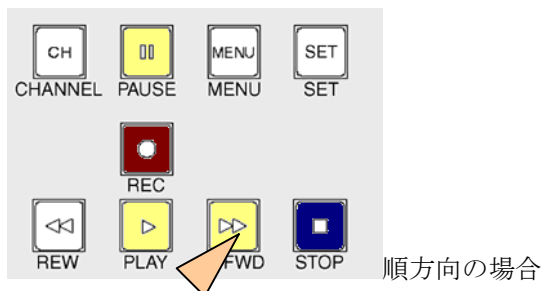 CH
MENU
SET
CHANNEL PAUSE MENU SET
REC
REW PLAY FWD STOP
順方向の場合